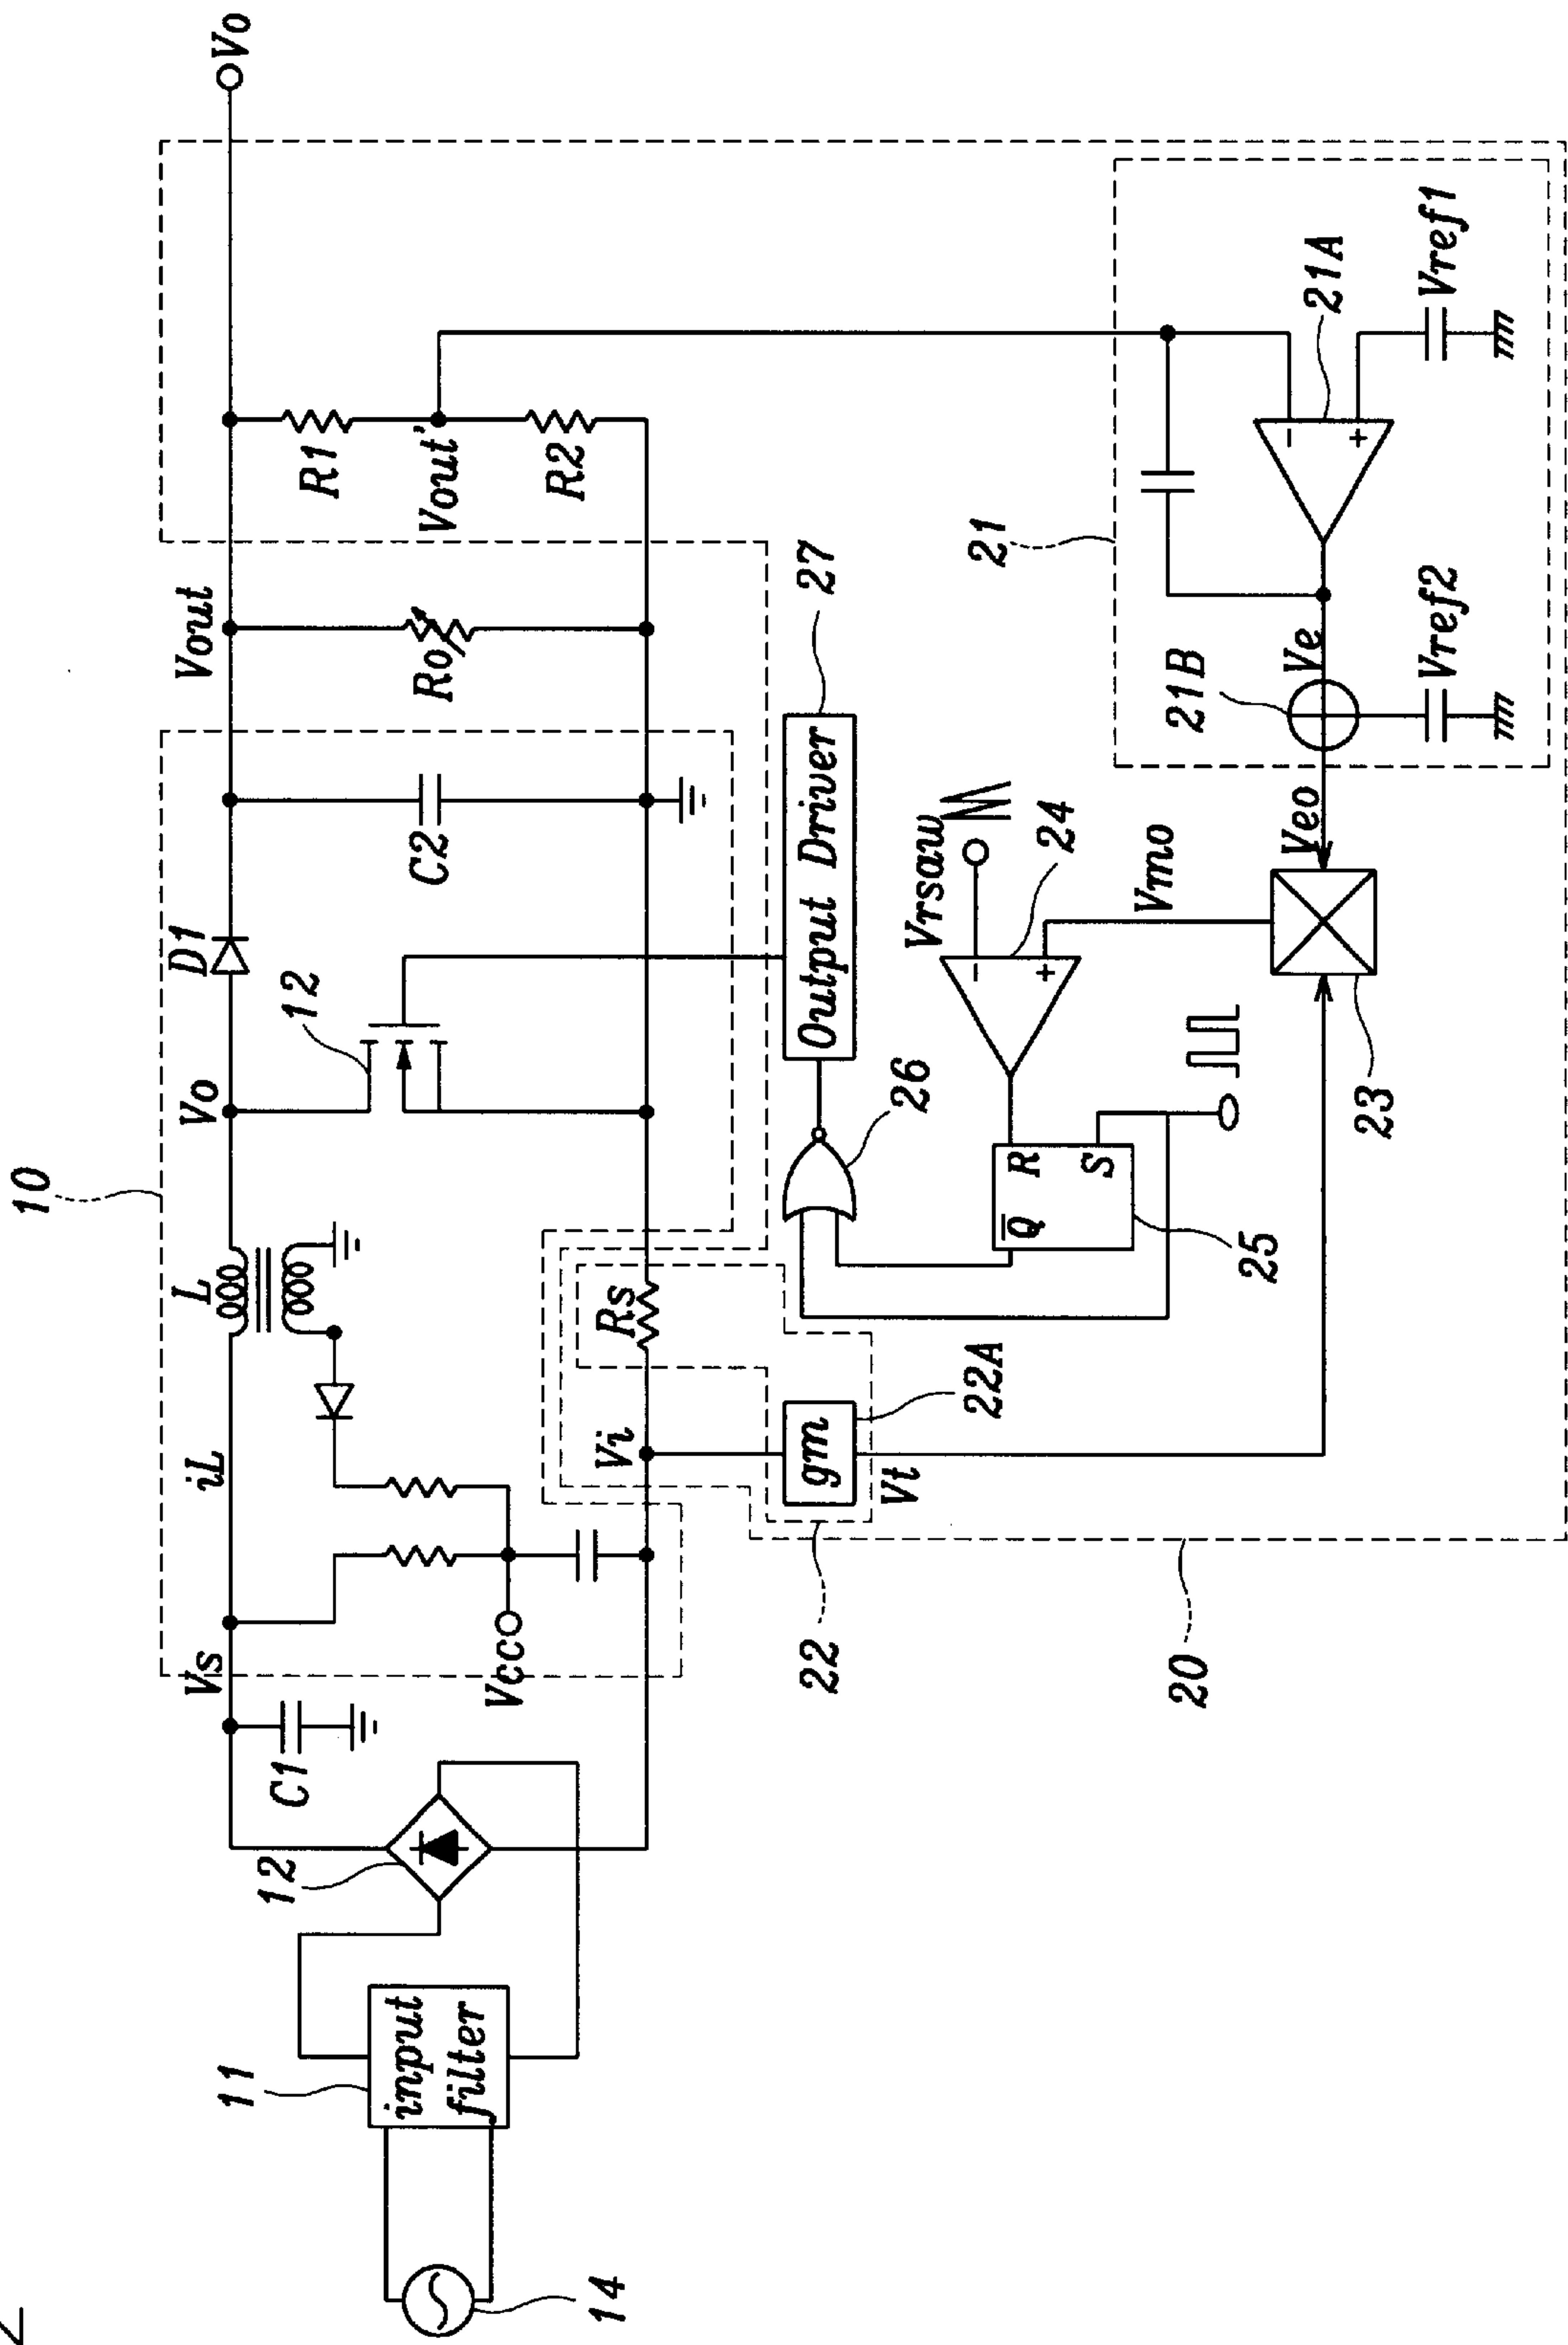 2
10
Vs
iL
L
Vo
D1
Vout
Vo
C1
12
C2
Ro
R1
Vout'
R2
12
11
input
filter
14
Vcc
Vi
Rs
22
gm
22A
Vt
26
Output Driver
27
Q
R
S
25
24
Vrsaw
Vmo
23
Veo
21
21B
Ve
Vref2
21A
Vref1
-
+
-
+
20